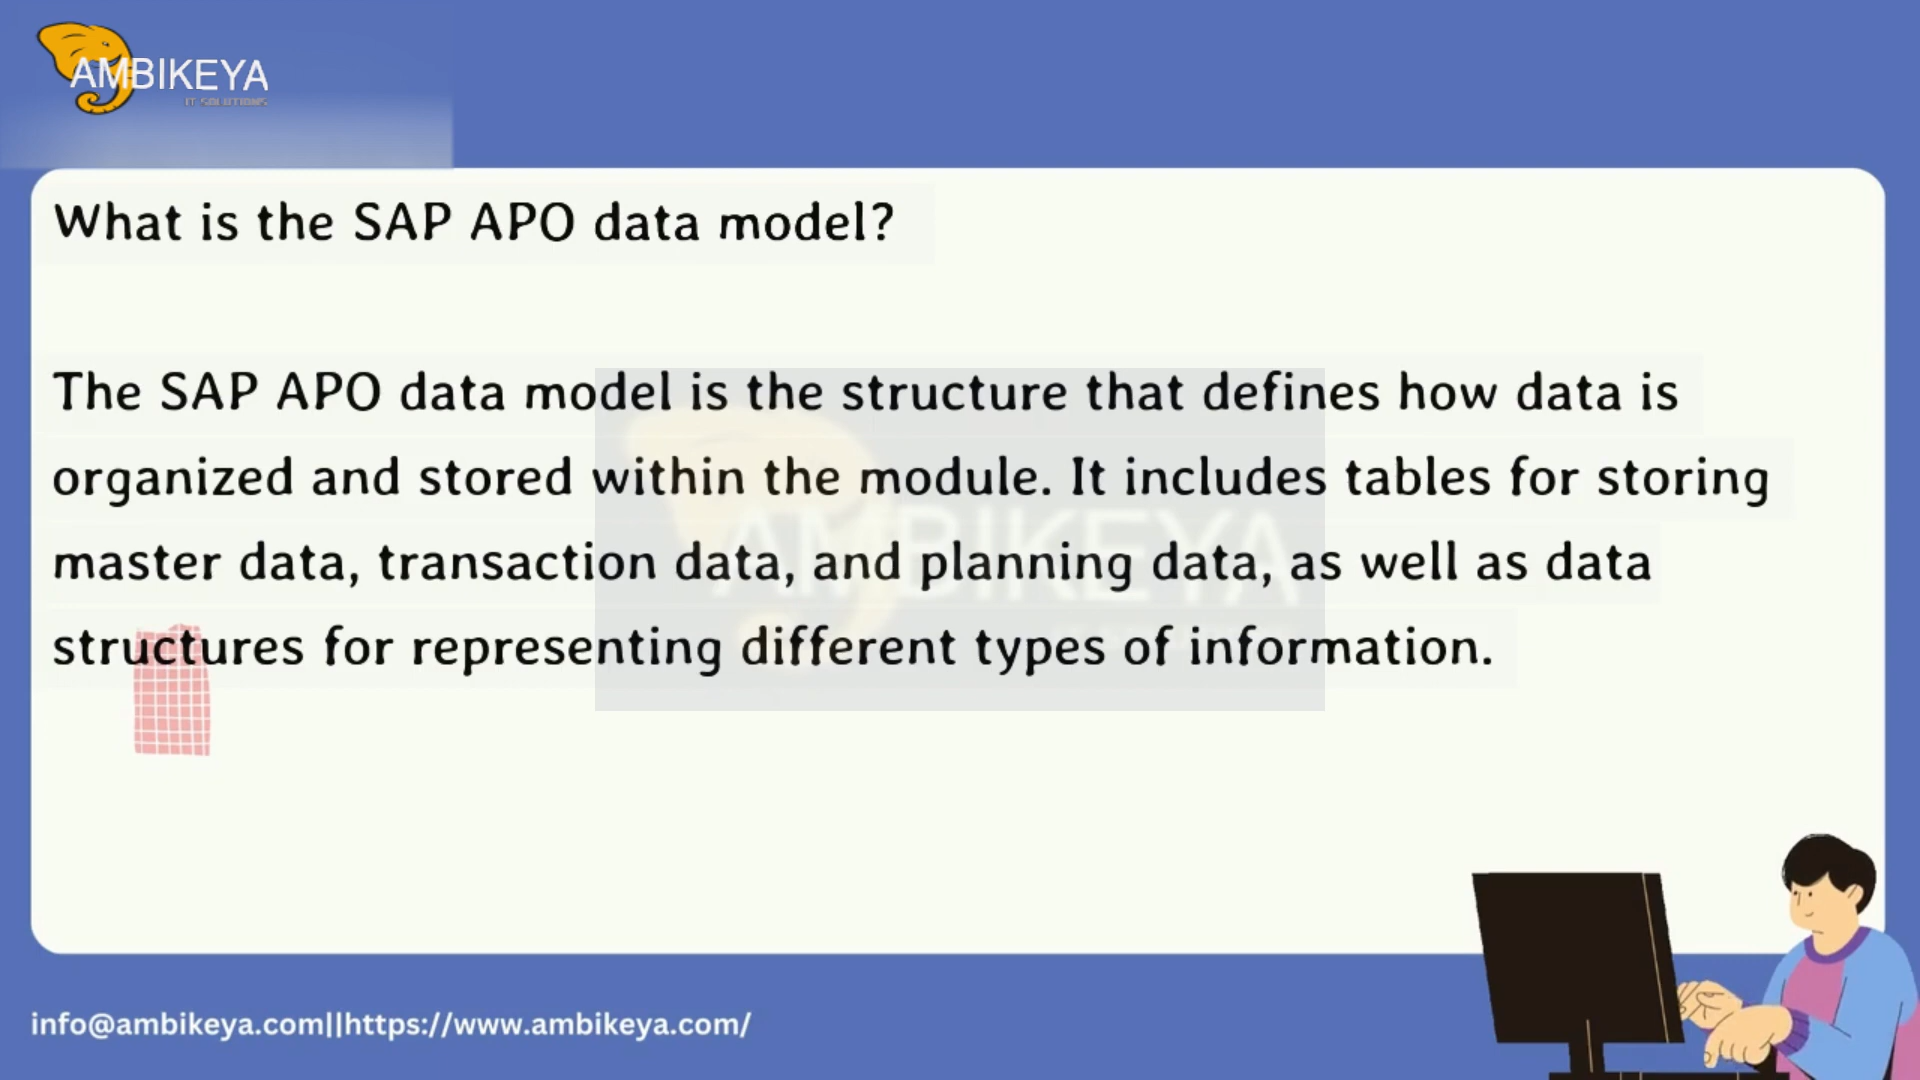 AMBIKEYA
IT SOLUTIONS
What is the SAP APO data model?
The SAP APO data model is the structure that defines how data is
organized and stored within the module. It includes tables for storing
master data, transaction data, and planning data, as well as data
structures for representing different types of information.
AMBIKEYA
info@ambikeya.com||https://www.ambikeya.com/